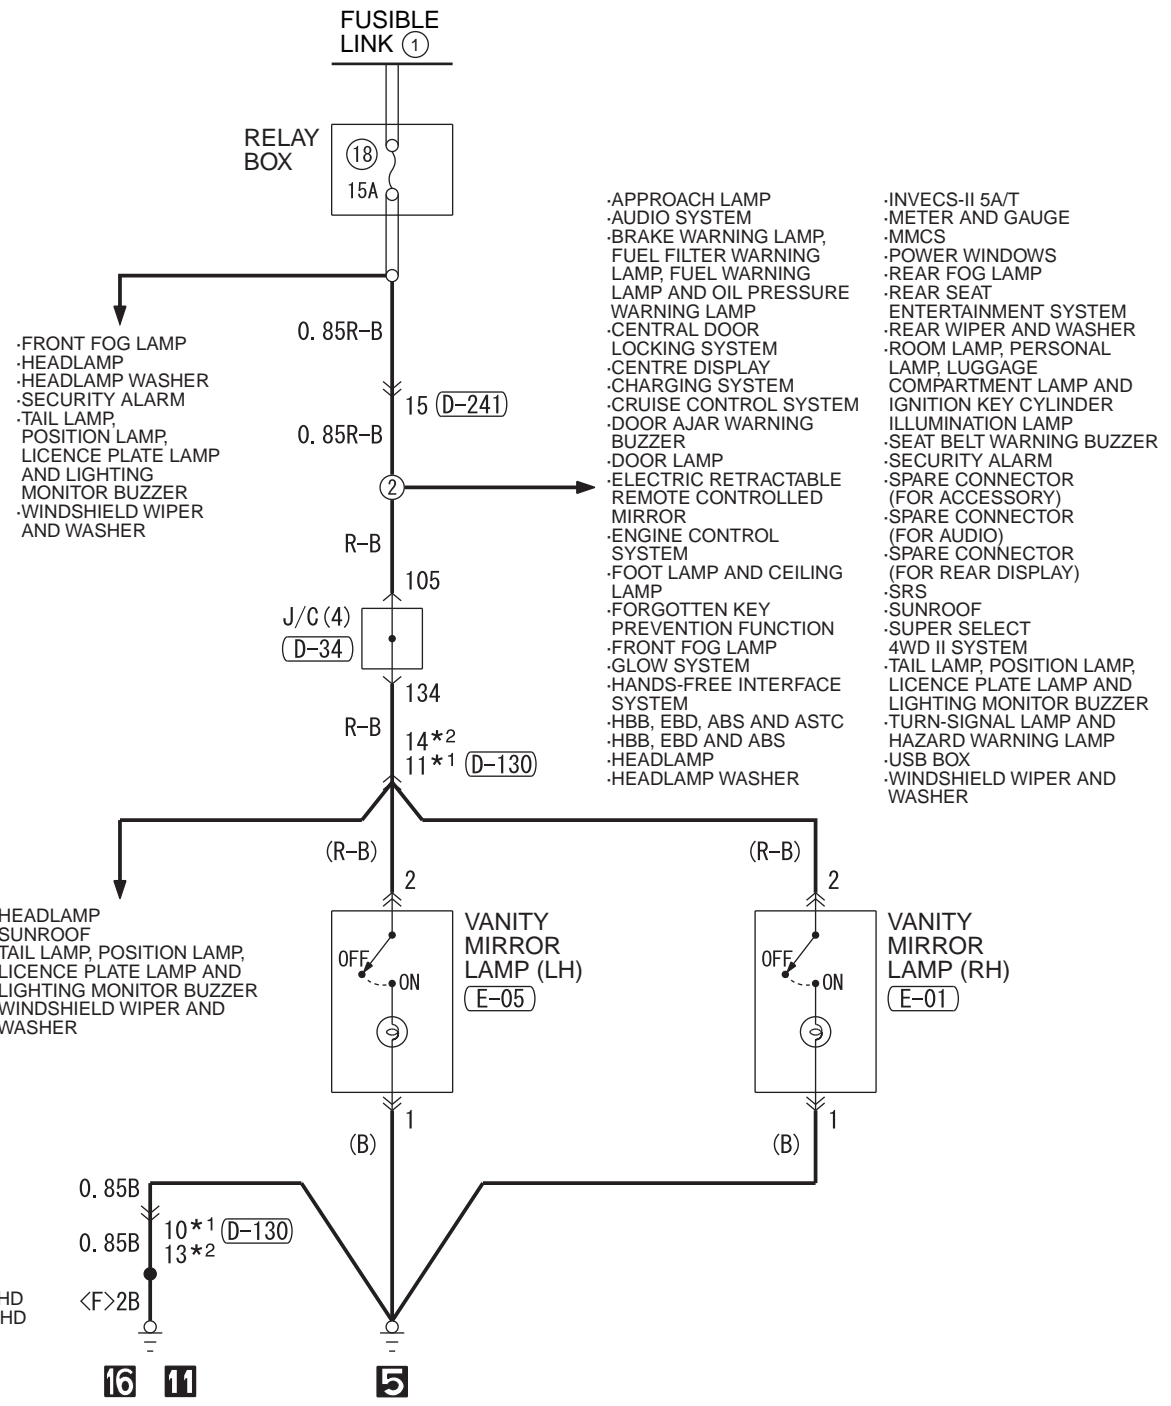 FUSIBLE
LINK ①
RELAY
BOX
⑱
15A
·FRONT FOG LAMP
·HEADLAMP
·HEADLAMP WASHER
·SECURITY ALARM
·TAIL LAMP,
POSITION LAMP,
LICENCE PLATE LAMP
AND LIGHTING
MONITOR BUZZER
·WINDSHIELD WIPER
AND WASHER
0.85R-B
15 D-241
0.85R-B
②
·APPROACH LAMP
·AUDIO SYSTEM
·BRAKE WARNING LAMP,
FUEL FILTER WARNING
LAMP, FUEL WARNING
LAMP AND OIL PRESSURE
WARNING LAMP
·CENTRAL DOOR
LOCKING SYSTEM
·CENTRE DISPLAY
·CHARGING SYSTEM
·CRUISE CONTROL SYSTEM
·DOOR AJAR WARNING
BUZZER
·DOOR LAMP
·ELECTRIC RETRACTABLE
REMOTE CONTROLLED
MIRROR
·ENGINE CONTROL
SYSTEM
·FOOT LAMP AND CEILING
LAMP
·FORGOTTEN KEY
PREVENTION FUNCTION
·FRONT FOG LAMP
·GLOW SYSTEM
·HANDS-FREE INTERFACE
SYSTEM
·HBB, EBD, ABS AND ASTC
·HBB, EBD AND ABS
·HEADLAMP
·HEADLAMP WASHER
·INVECS-II 5A/T
·METER AND GAUGE
·MMCS
·POWER WINDOWS
·REAR FOG LAMP
·REAR SEAT
ENTERTAINMENT SYSTEM
·REAR WIPER AND WASHER
·ROOM LAMP, PERSONAL
LAMP, LUGGAGE
COMPARTMENT LAMP AND
IGNITION KEY CYLINDER
ILLUMINATION LAMP
·SEAT BELT WARNING BUZZER
·SECURITY ALARM
·SPARE CONNECTOR
(FOR ACCESSORY)
·SPARE CONNECTOR
(FOR AUDIO)
·SPARE CONNECTOR
(FOR REAR DISPLAY)
·SRS
·SUNROOF
·SUPER SELECT
4WD II SYSTEM
·TAIL LAMP, POSITION LAMP,
LICENCE PLATE LAMP AND
LIGHTING MONITOR BUZZER
·TURN-SIGNAL LAMP AND
HAZARD WARNING LAMP
·USB BOX
·WINDSHIELD WIPER AND
WASHER
R-B
105
J/C(4)
D-34
134
R-B
14*2
11*1 D-130
(R-B)
2
(R-B)
2
HEADLAMP
SUNROOF
TAIL LAMP, POSITION LAMP,
LICENCE PLATE LAMP AND
LIGHTING MONITOR BUZZER
WINDSHIELD WIPER AND
WASHER
OFF
ON
VANITY
MIRROR
LAMP (LH)
E-05
OFF
ON
VANITY
MIRROR
LAMP (RH)
E-01
1
(B)
1
(B)
0.85B
10*1 D-130
0.85B
13*2
HD
HD
<F>2B
16 11
5